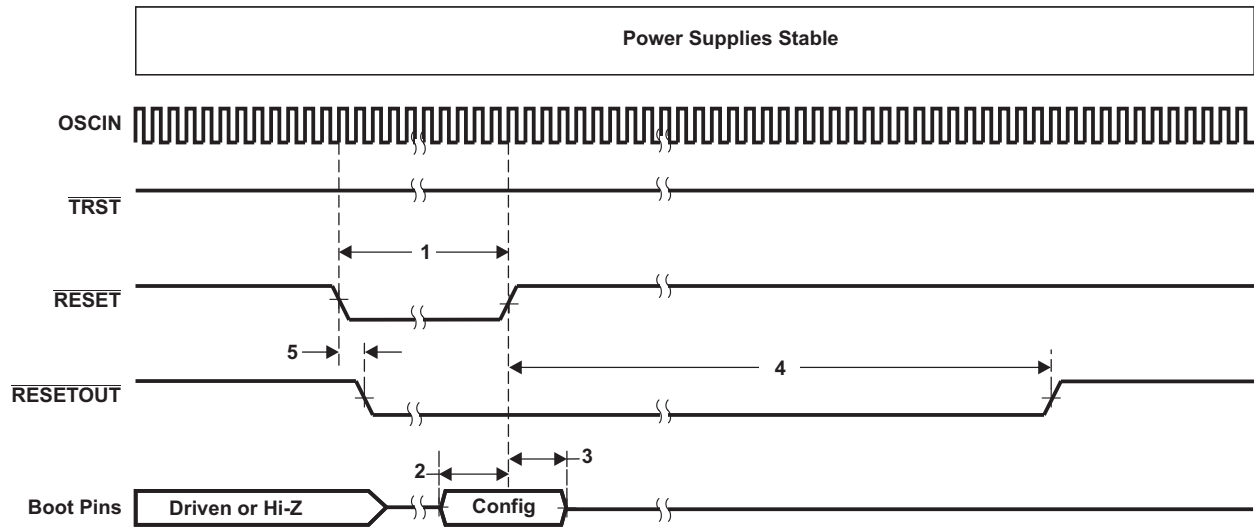 Power Supplies Stable
OSCIN
TRST
1
RESET
5
4
RESETOUT
2
3
Boot Pins
Driven or Hi-Z
Config